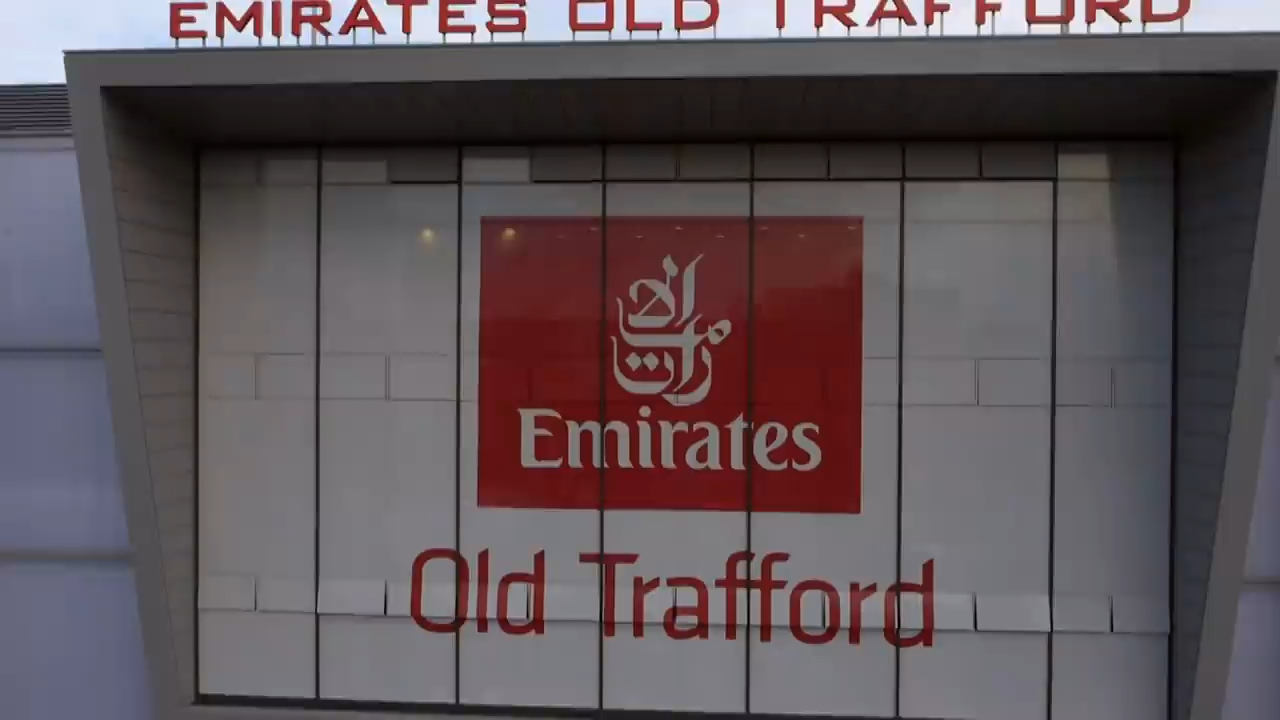 EMIRATES OLD TRAFFORD
الإمارات
Emirates
Old Trafford